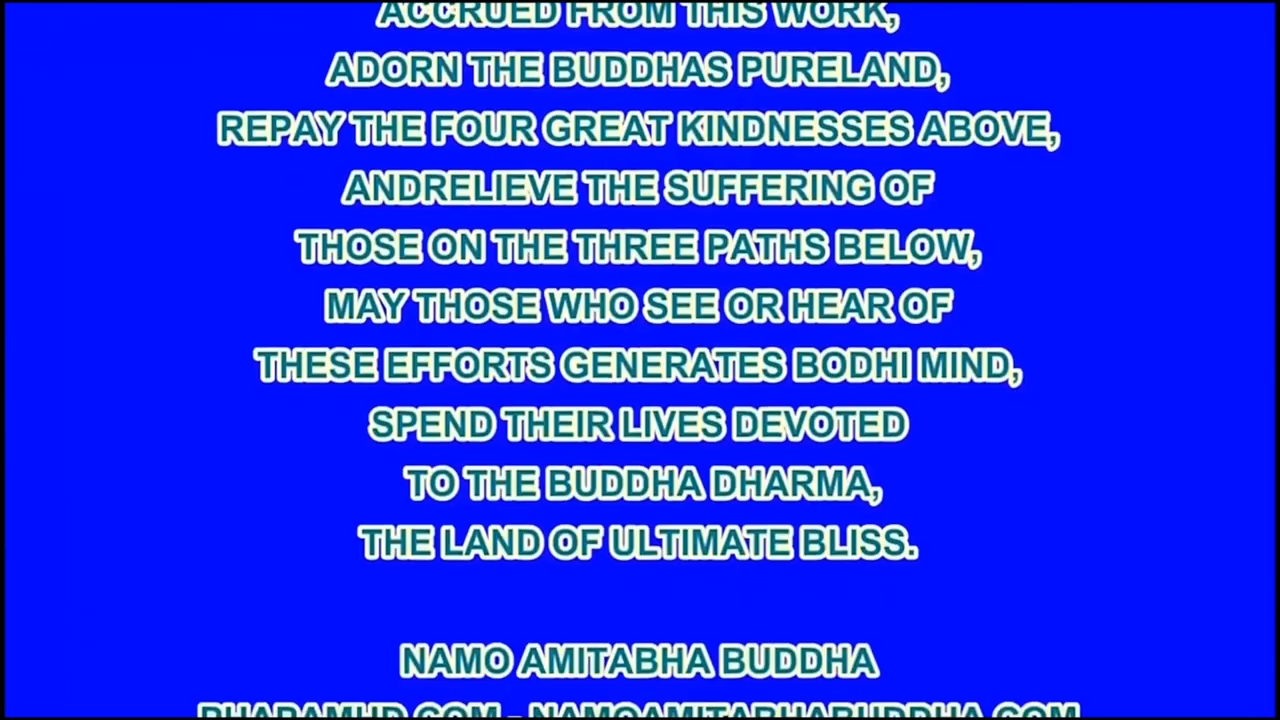 ACCRUED FROM THIS WORK,
ADORN THE BUDDHAS PURELAND,
REPAY THE FOUR GREAT KINDNESSES ABOVE,
ANDRELIEVE THE SUFFERING OF
THOSE ON THE THREE PATHS BELOW,
MAY THOSE WHO SEE OR HEAR OF
THESE EFFORTS GENERATES BODHI MIND,
SPEND THEIR LIVES DEVOTED
TO THE BUDDHA DHARMA,
THE LAND OF ULTIMATE BLISS.
NAMO AMITABHA BUDDHA
- NAMOAMITABHABUDDHA.COM